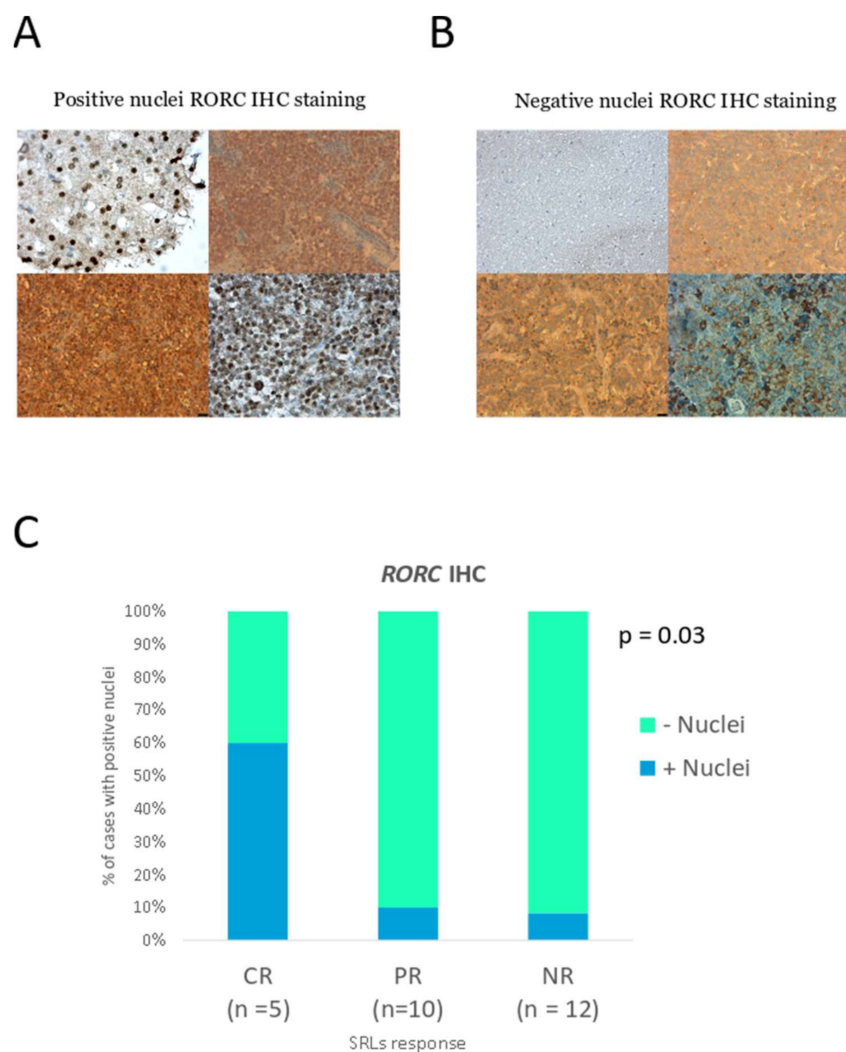 A
B
Positive nuclei RORC IHC staining
Negative nuclei RORC IHC staining
C
RORC IHC
100%
90%
80%
70%
60%
50%
40%
30%
20%
10%
0%
% of cases with positive nuclei
p = 0.03
- Nuclei
+ Nuclei
CR
(n =5)
PR
(n=10)
NR
(n = 12)
SRLs response